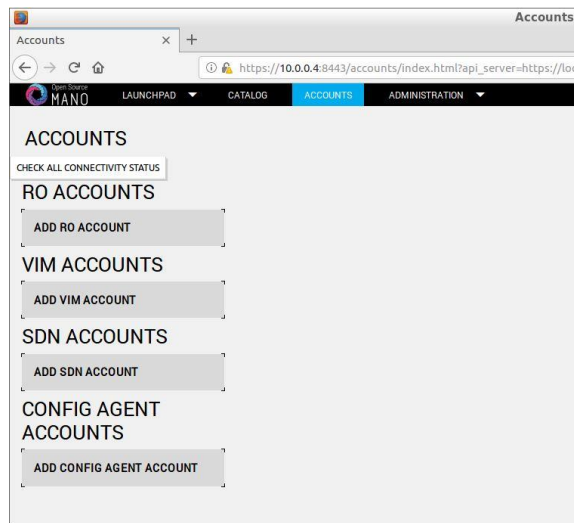 Accounts
Accounts
https://10.0.0.4:8443/accounts/index.html?api_server=https://loc
Open Source
MANO
LAUNCHPAD
CATALOG
ACCOUNTS
ADMINISTRATION
ACCOUNTS
CHECK ALL CONNECTIVITY STATUS
RO ACCOUNTS
ADD RO ACCOUNT
VIM ACCOUNTS
ADD VIM ACCOUNT
SDN ACCOUNTS
ADD SDN ACCOUNT
CONFIG AGENT
ACCOUNTS
ADD CONFIG AGENT ACCOUNT